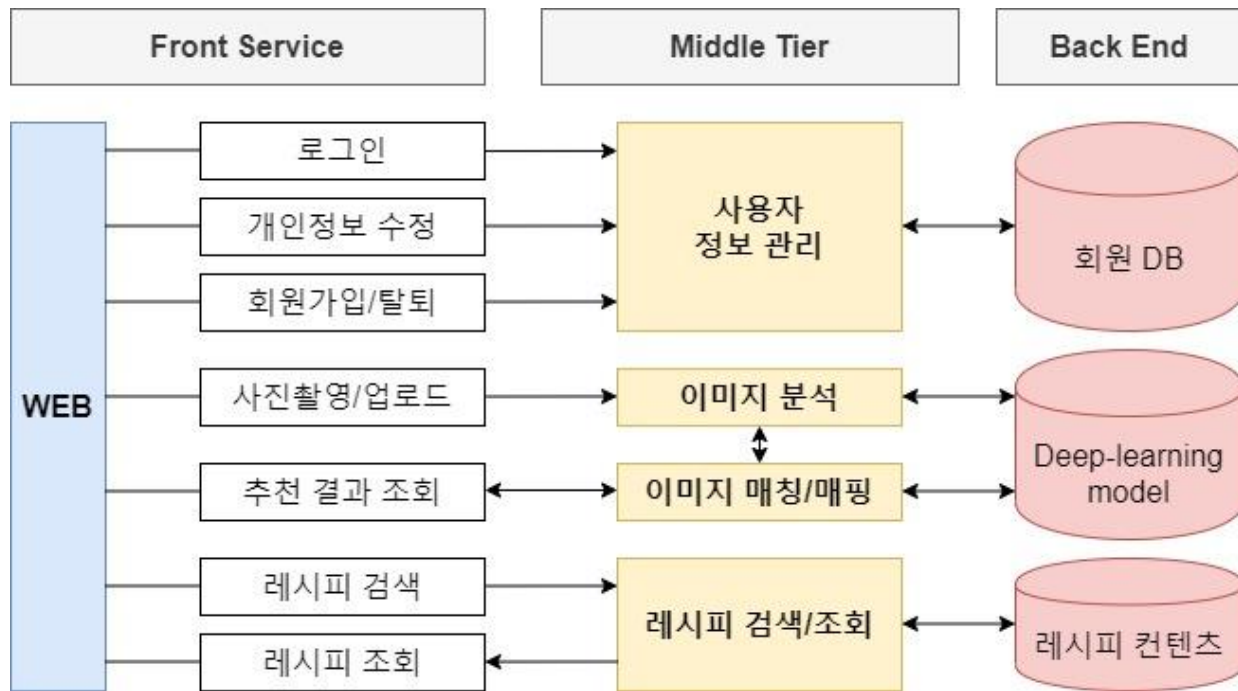 Front Service
Middle Tier
Back End
WEB
로그인
개인정보 수정
회원가입/탈퇴
사진촬영/업로드
추천 결과 조회
레시피 검색
레시피 조회
사용자
정보 관리
이미지 분석
이미지 매칭/매핑
레시피 검색/조회
회원 DB
Deep-learning
model
레시피 컨텐츠